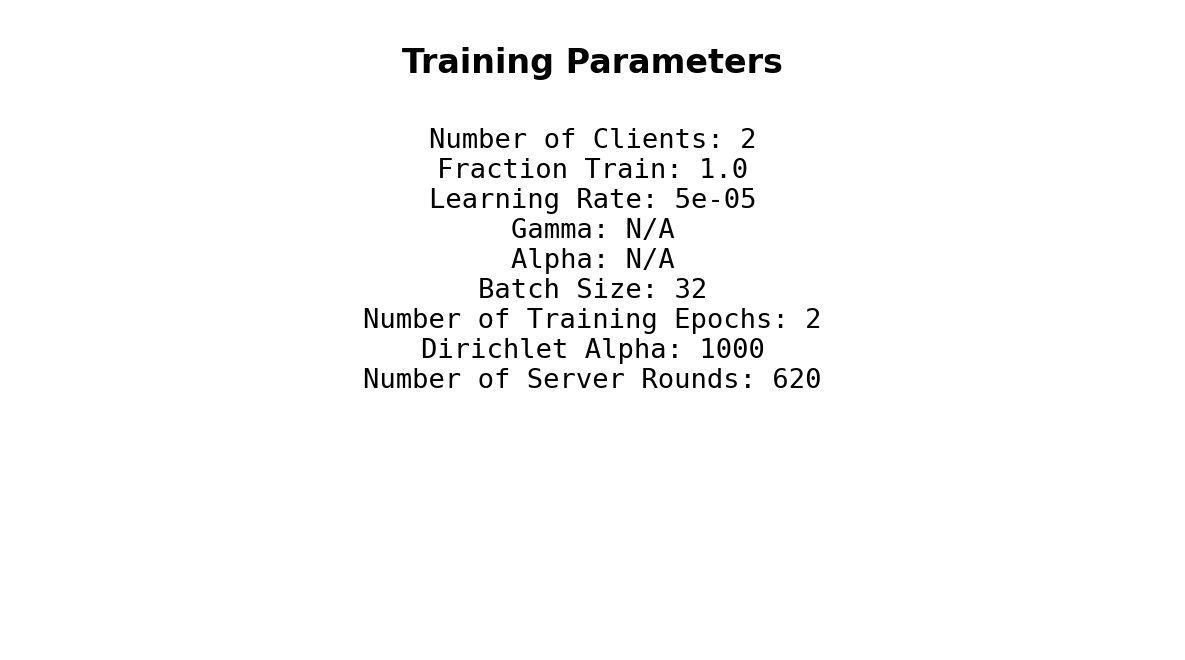 Training Parameters
Number of Clients: 2
Fraction Train: 1.0
Learning Rate: 5e-05
Gamma: N/A
Alpha: N/A
Batch Size: 32
Number of Training Epochs: 2
Dirichlet Alpha: 1000
Number of Server Rounds: 620